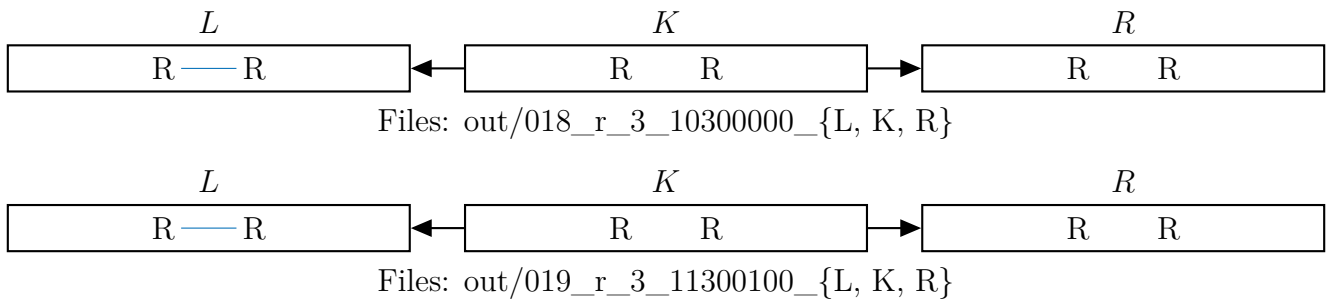 L K R
R R R R R R
Files: out/018_r_3_10300000_{L, K, R}
L K R
R R R R R R
Files: out/019_r_3_11300100_{L, K, R}